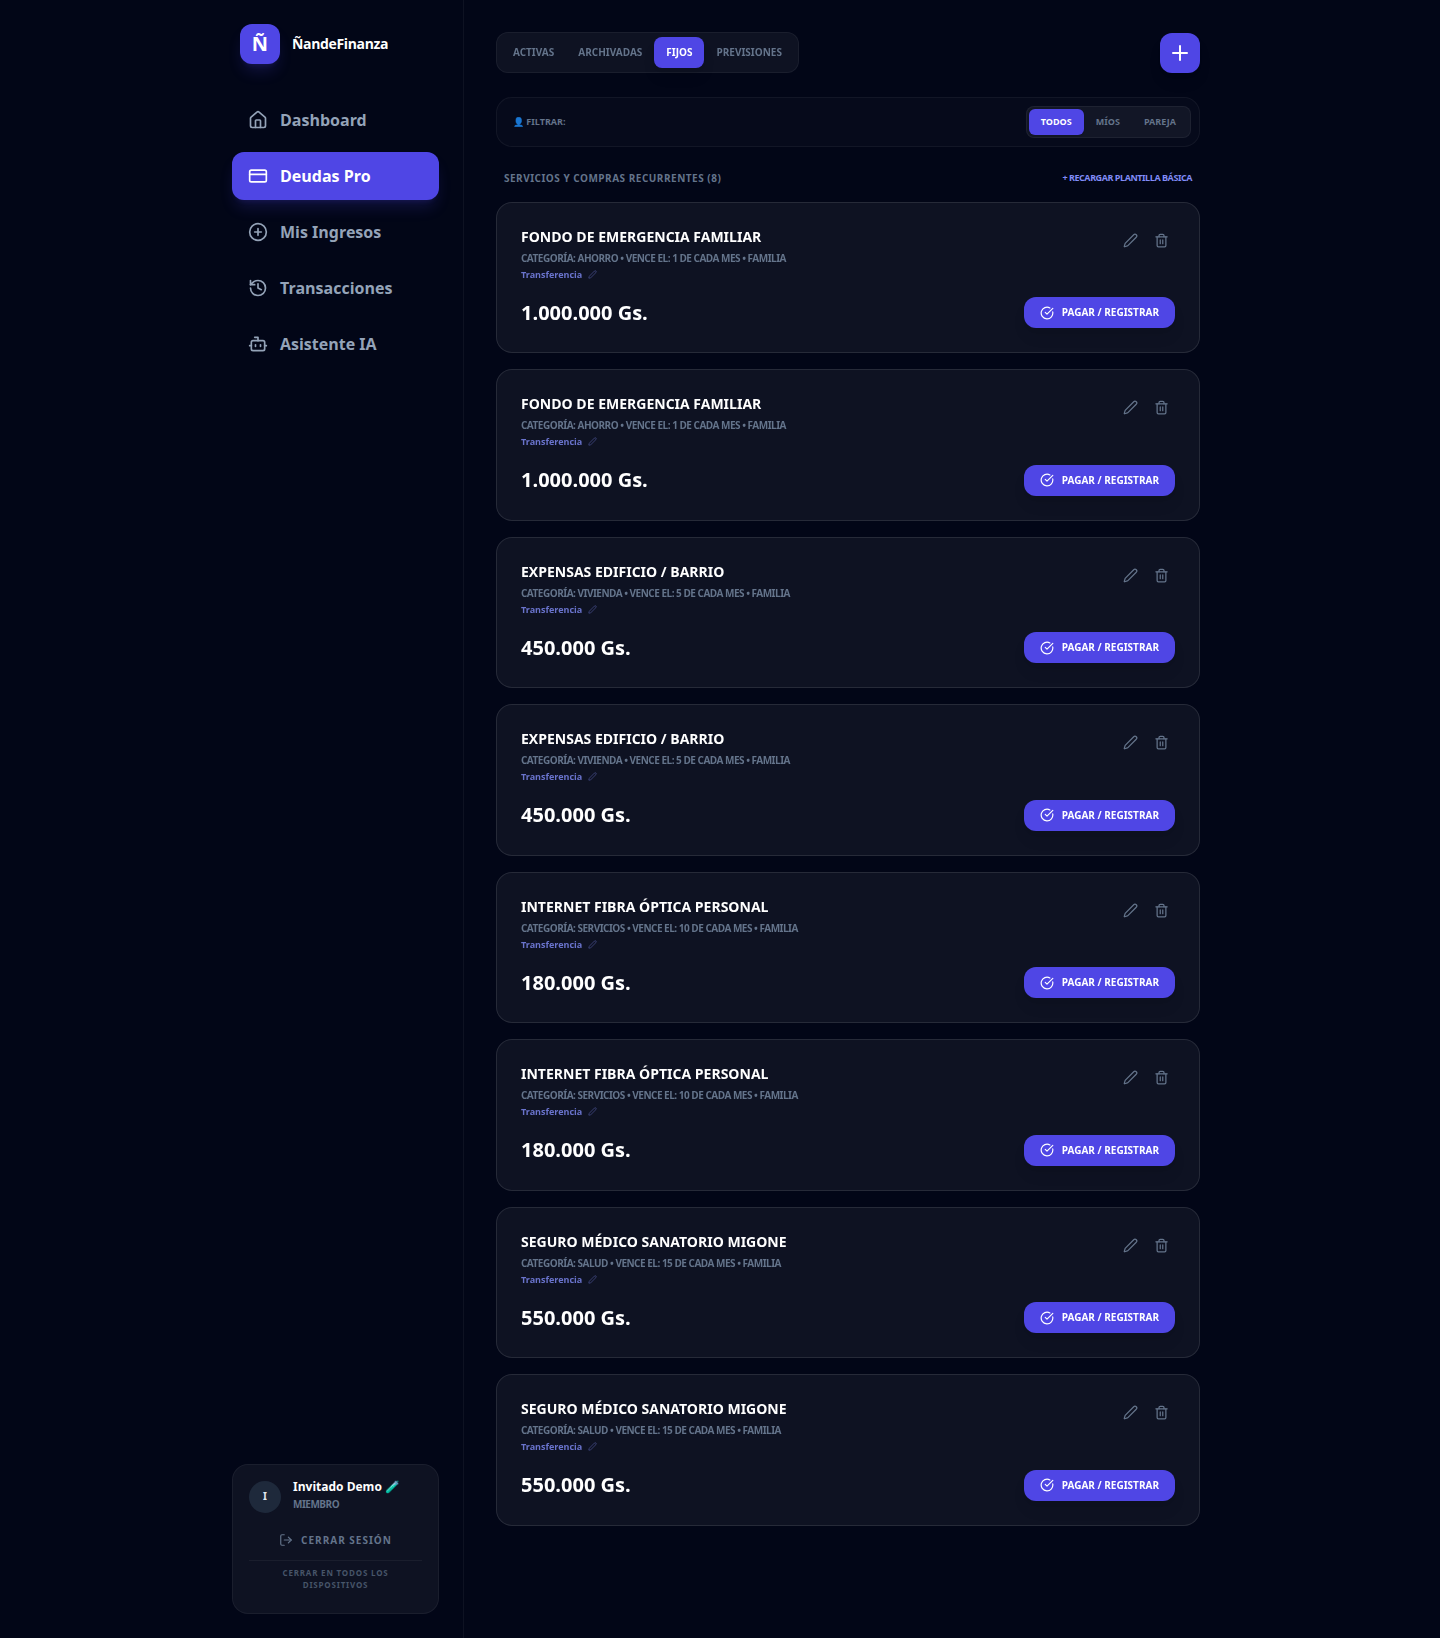 Ñ
ÑandeFinanza
Dashboard
Deudas Pro
Mis Ingresos
Transacciones
Asistente IA
ACTIVAS
ARCHIVADAS
FIJOS
PREVISIONES
FILTRAR:
TODOS
MÍOS
PAREJA
SERVICIOS Y COMPRAS RECURRENTES (8)
+ RECARGAR PLANTILLA BÁSICA
FONDO DE EMERGENCIA FAMILIAR
CATEGORÍA: AHORRO • VENCE EL: 1 DE CADA MES • FAMILIA
Transferencia
1.000.000 Gs.
PAGAR / REGISTRAR
FONDO DE EMERGENCIA FAMILIAR
CATEGORÍA: AHORRO • VENCE EL: 1 DE CADA MES • FAMILIA
Transferencia
1.000.000 Gs.
PAGAR / REGISTRAR
EXPENSAS EDIFICIO / BARRIO
CATEGORÍA: VIVIENDA • VENCE EL: 5 DE CADA MES • FAMILIA
Transferencia
450.000 Gs.
PAGAR / REGISTRAR
EXPENSAS EDIFICIO / BARRIO
CATEGORÍA: VIVIENDA • VENCE EL: 5 DE CADA MES • FAMILIA
Transferencia
450.000 Gs.
PAGAR / REGISTRAR
INTERNET FIBRA ÓPTICA PERSONAL
CATEGORÍA: SERVICIOS • VENCE EL: 10 DE CADA MES • FAMILIA
Transferencia
180.000 Gs.
PAGAR / REGISTRAR
INTERNET FIBRA ÓPTICA PERSONAL
CATEGORÍA: SERVICIOS • VENCE EL: 10 DE CADA MES • FAMILIA
Transferencia
180.000 Gs.
PAGAR / REGISTRAR
SEGURO MÉDICO SANATORIO MIGONE
CATEGORÍA: SALUD • VENCE EL: 15 DE CADA MES • FAMILIA
Transferencia
550.000 Gs.
PAGAR / REGISTRAR
SEGURO MÉDICO SANATORIO MIGONE
CATEGORÍA: SALUD • VENCE EL: 15 DE CADA MES • FAMILIA
Transferencia
550.000 Gs.
PAGAR / REGISTRAR
I
Invitado Demo
MIEMBRO
CERRAR SESIÓN
CERRAR EN TODOS LOS
DISPOSITIVOS